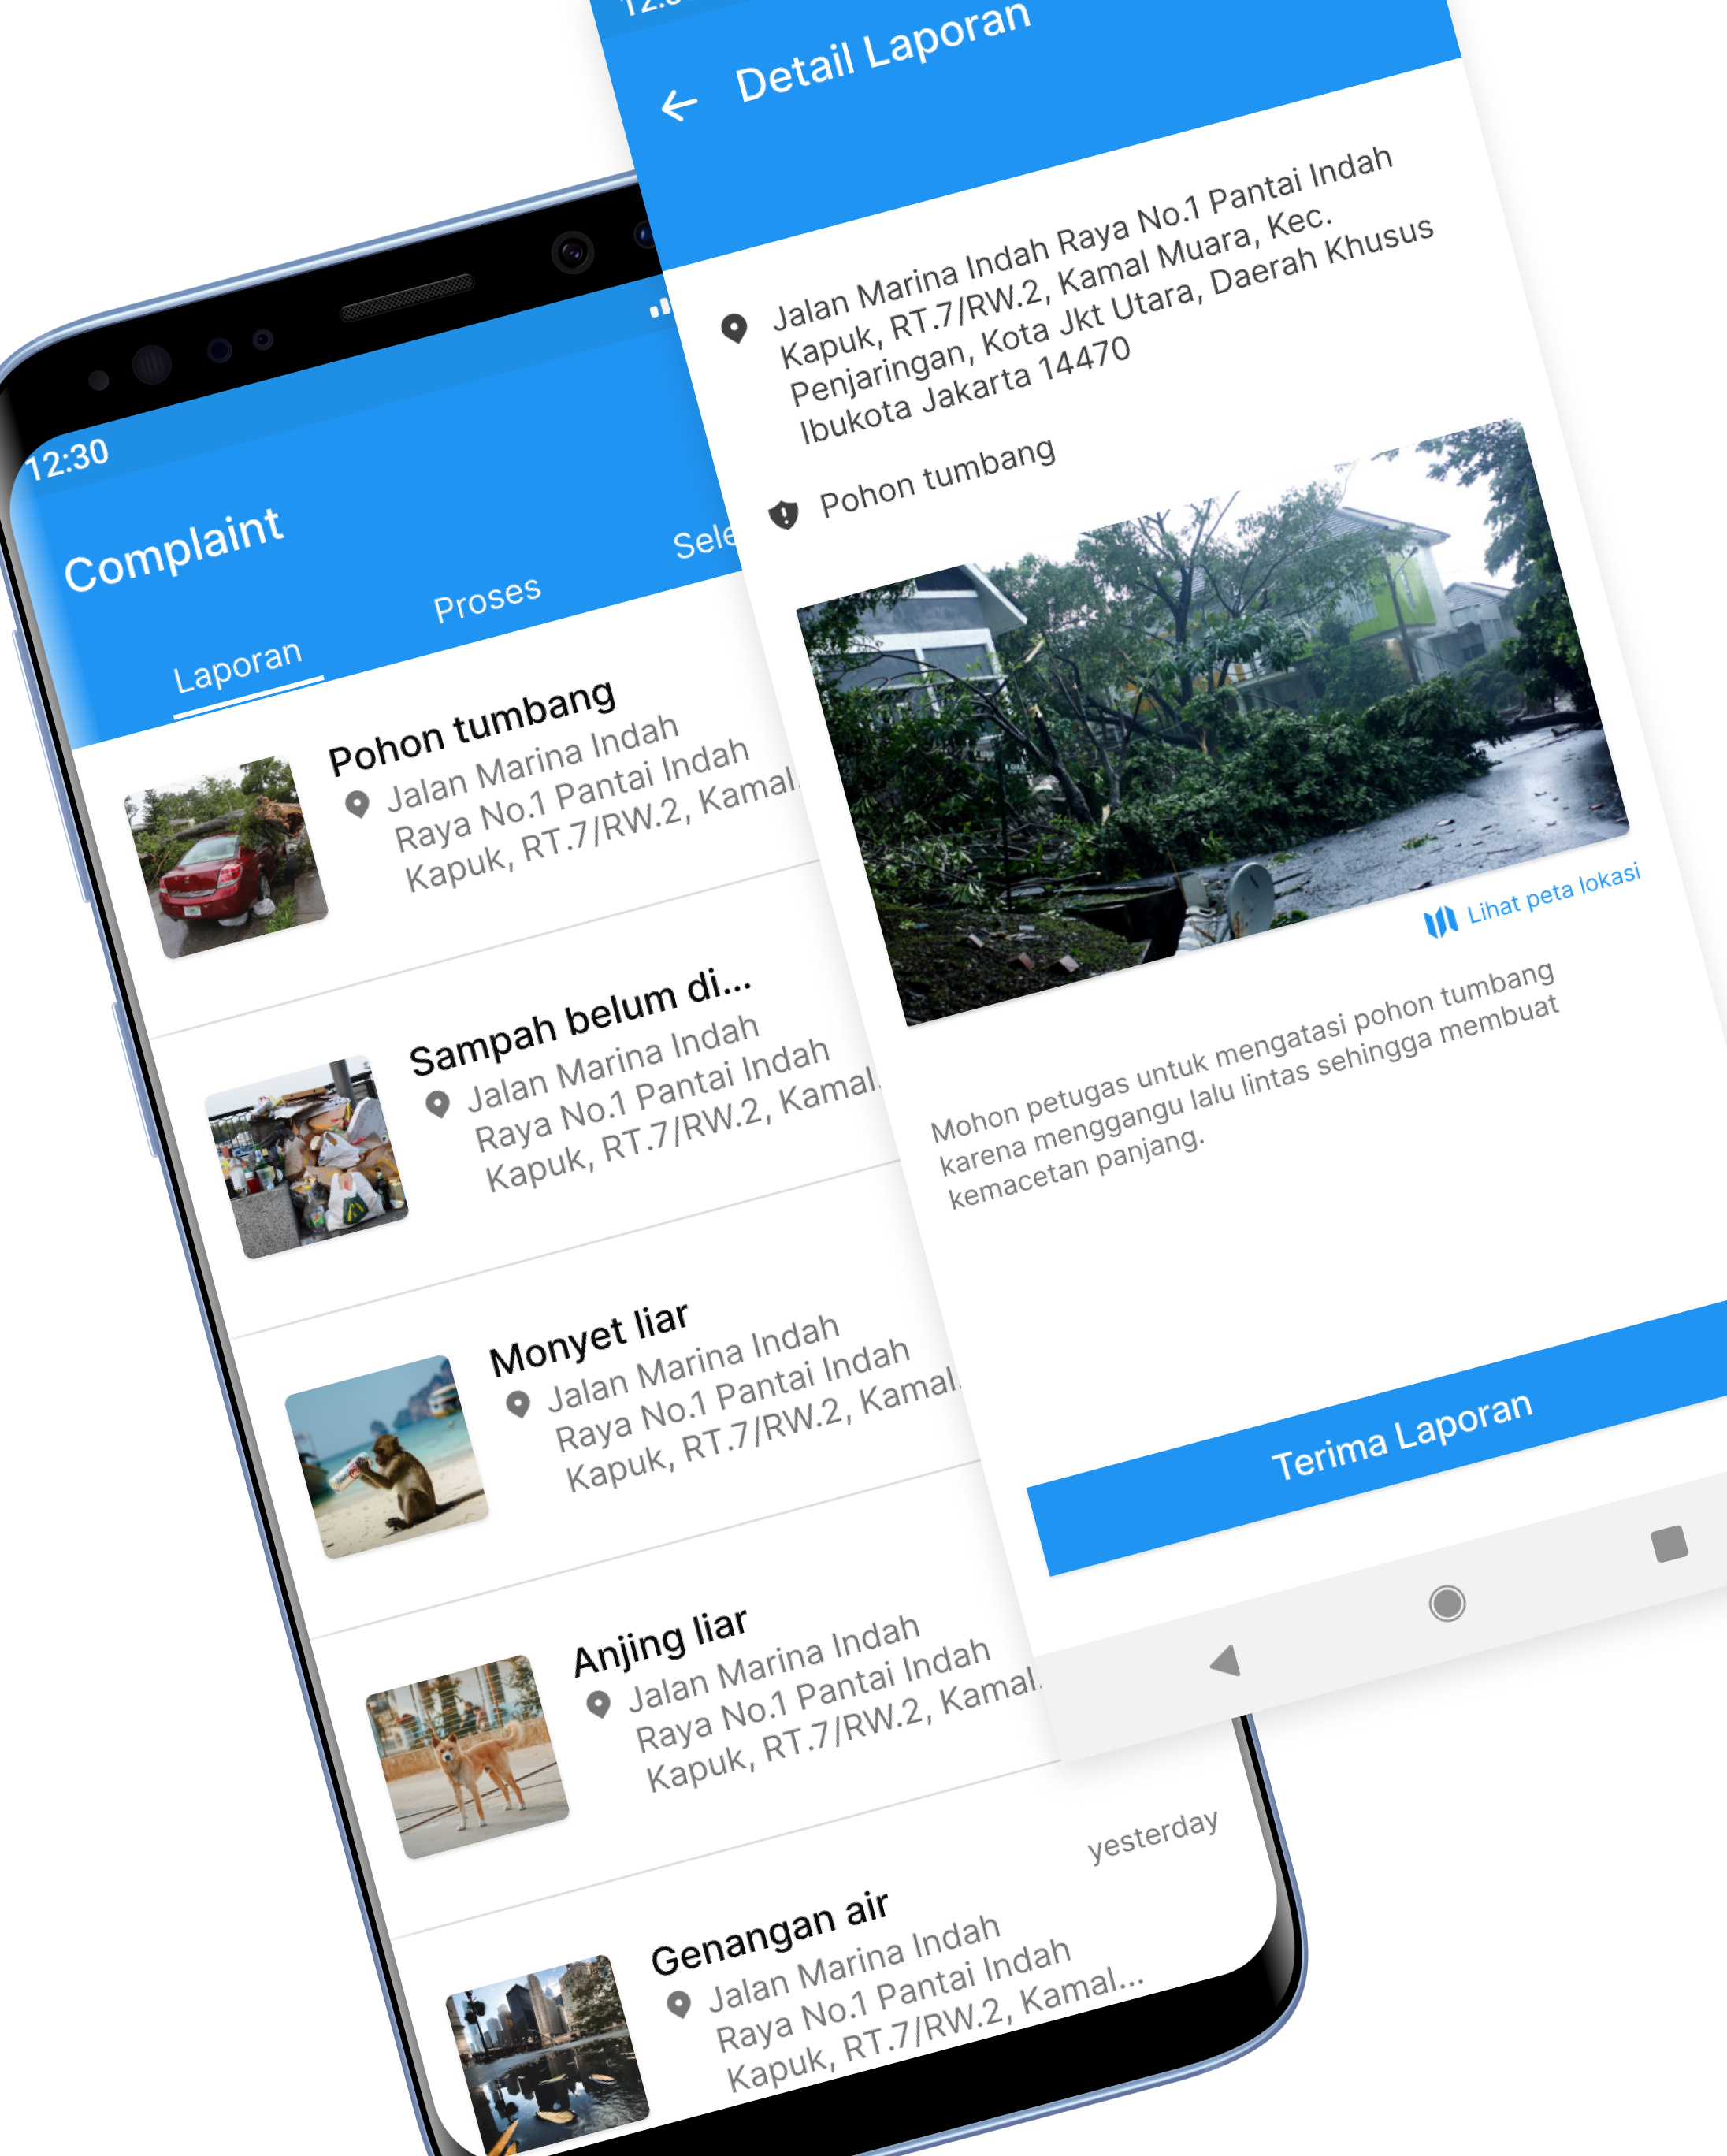 12:30
Complaint
Laporan
Proses
Pohon tumbang
Jalan Marina Indah
Raya No.1 Pantai Indah
Kapuk, RT.7/RW.2, Kamal.
Sampah belum di...
Jalan Marina Indah
Raya No.1 Pantai Indah
Kapuk, RT.7/RW.2, Kamal.
Monyet liar
Jalan Marina Indah
Raya No.1 Pantai Indah
Kapuk, RT.7/RW.2, Kamal.
Anjing liar
Jalan Marina Indah
Raya No.1 Pantai Indah
Kapuk, RT.7/RW.2, Kamal.
yesterday
Genangan air
Jalan Marina Indah
Raya No.1 Pantai Indah
Kapuk, RT.7/RW.2, Kamal...
Detail Laporan
Jalan Marina Indah Raya No.1 Pantai Indah
Kapuk, RT.7/RW.2, Kamal Muara, Kec.
Penjaringan, Kota Jkt Utara, Daerah Khusus
Ibukota Jakarta 14470
Pohon tumbang
Lihat peta lokasi
Mohon petugas untuk mengatasi pohon tumbang
karena menggangu lalu lintas sehingga membuat
kemacetan panjang.
Terima Laporan